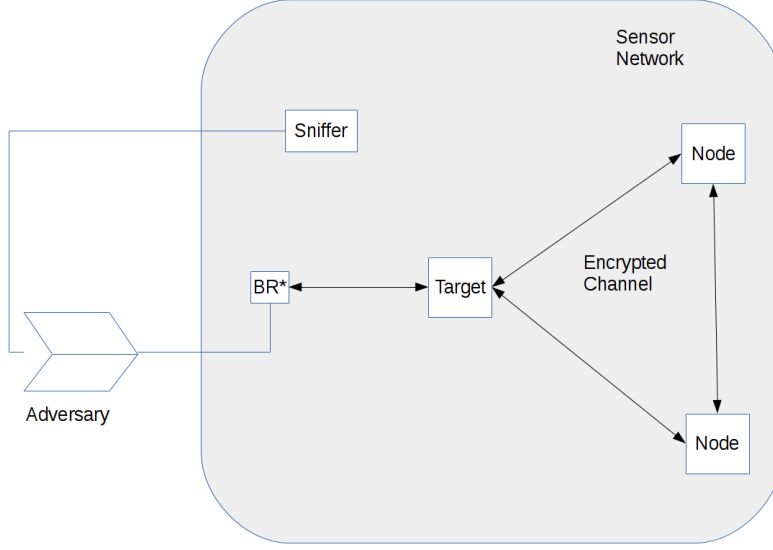 Sensor
Network
Sniffer
Node
Encrypted
Channel
BR*
Target
Adversary
Node